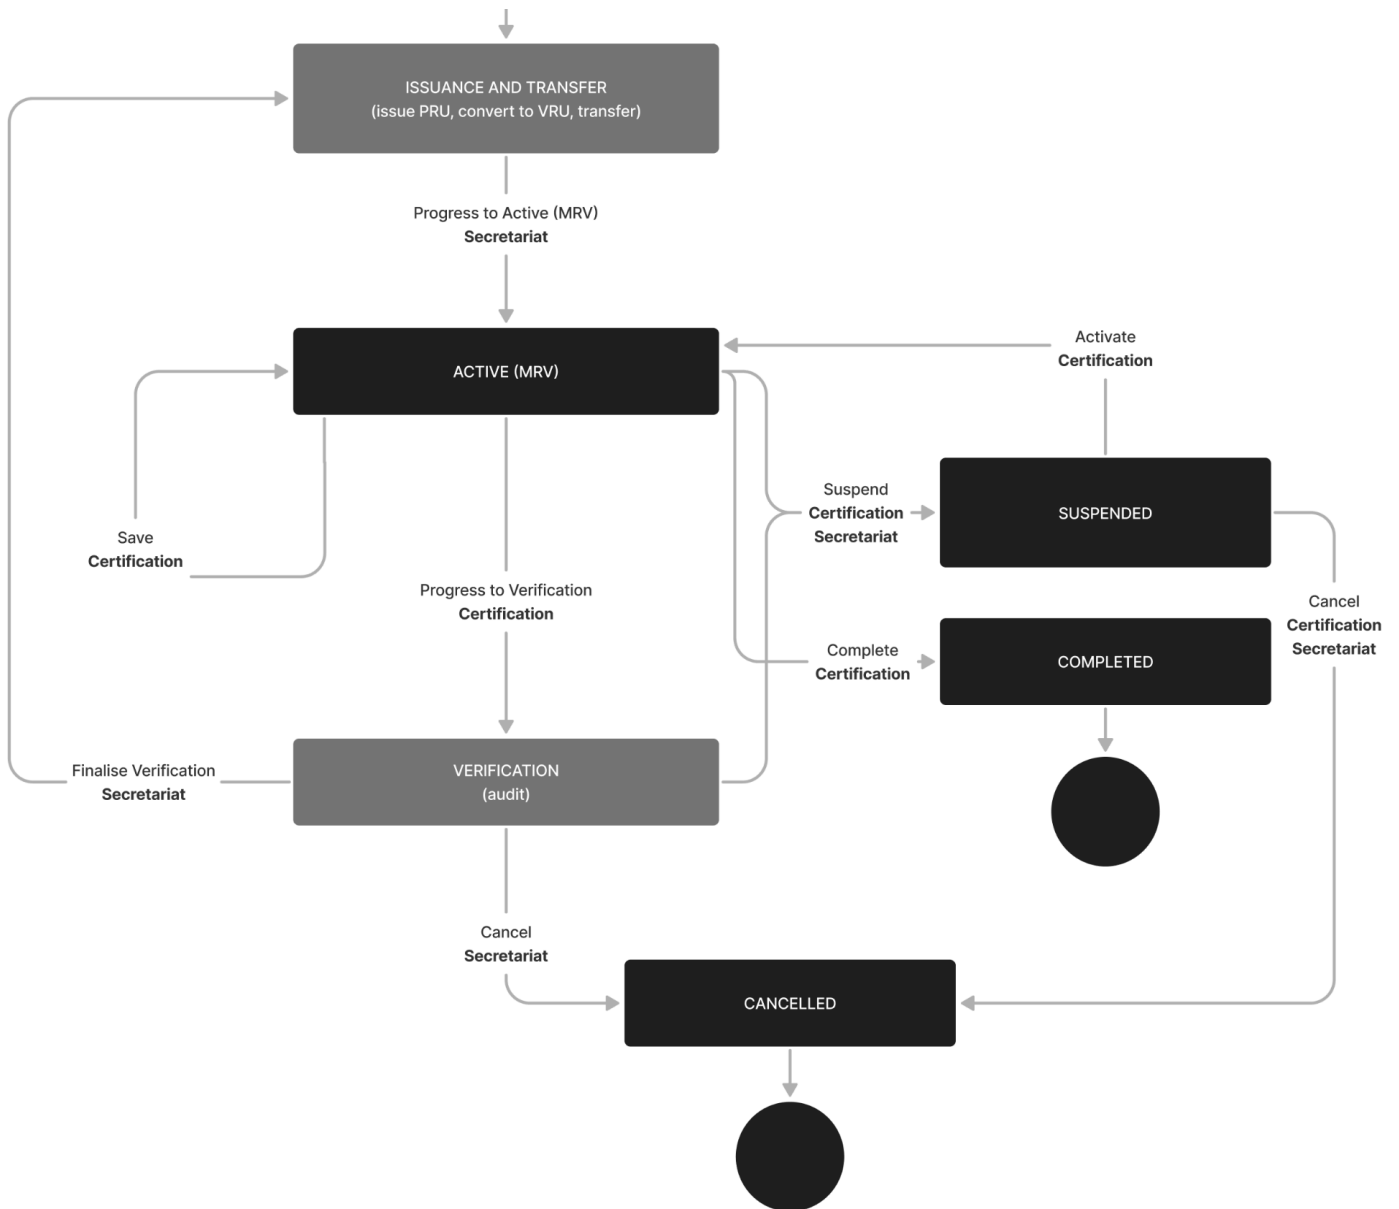 ISSUANCE AND TRANSFER
(issue PRU, convert to VRU, transfer)
Progress to Active (MRV)
Secretariat
Activate
Certification
ACTIVE (MRV)
Suspend
Certification
Secretariat
SUSPENDED
Save
Certification
Progress to Verification
Certification
Cancel
Certification
Secretariat
Complete
Certification
COMPLETED
Finalise Verification
Secretariat
VERIFICATION
(audit)
Cancel
Secretariat
CANCELLED